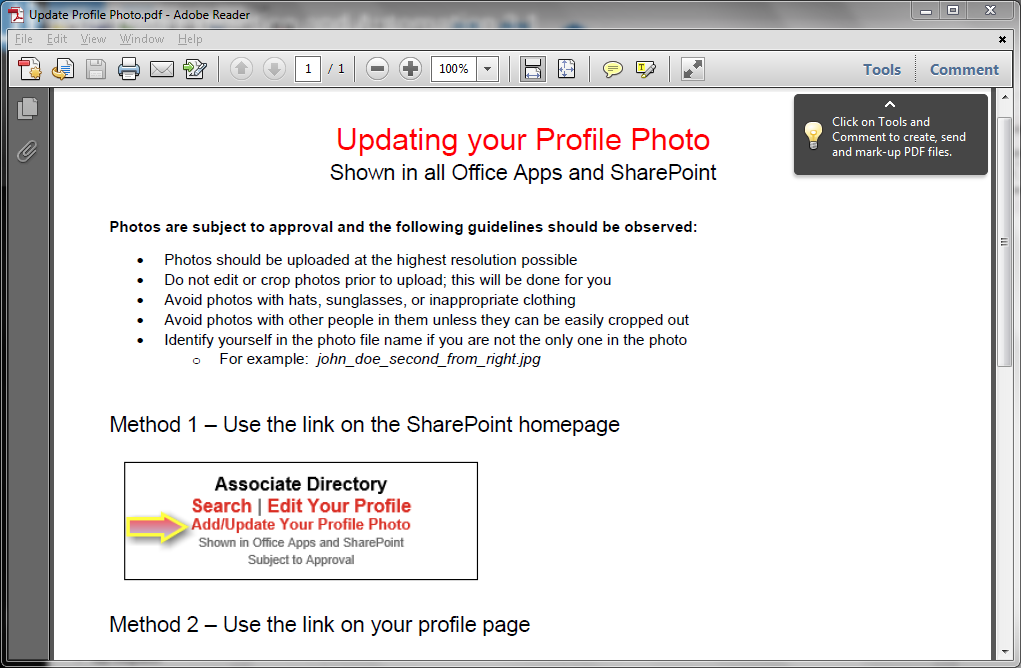 Update Profile Photo.pdf - Adobe Reader
File Edit View Window Help
1 / 1 100% Tools Comment
Click on Tools and
Comment to create, send
and mark-up PDF files.
Updating your Profile Photo
Shown in all Office Apps and SharePoint
Photos are subject to approval and the following guidelines should be observed:
• Photos should be uploaded at the highest resolution possible
• Do not edit or crop photos prior to upload; this will be done for you
• Avoid photos with hats, sunglasses, or inappropriate clothing
• Avoid photos with other people in them unless they can be easily cropped out
• Identify yourself in the photo file name if you are not the only one in the photo
o For example: john_doe_second_from_right.jpg
Method 1 – Use the link on the SharePoint homepage
Associate Directory
Search | Edit Your Profile
Add/Update Your Profile Photo
Shown in Office Apps and SharePoint
Subject to Approval
Method 2 – Use the link on your profile page